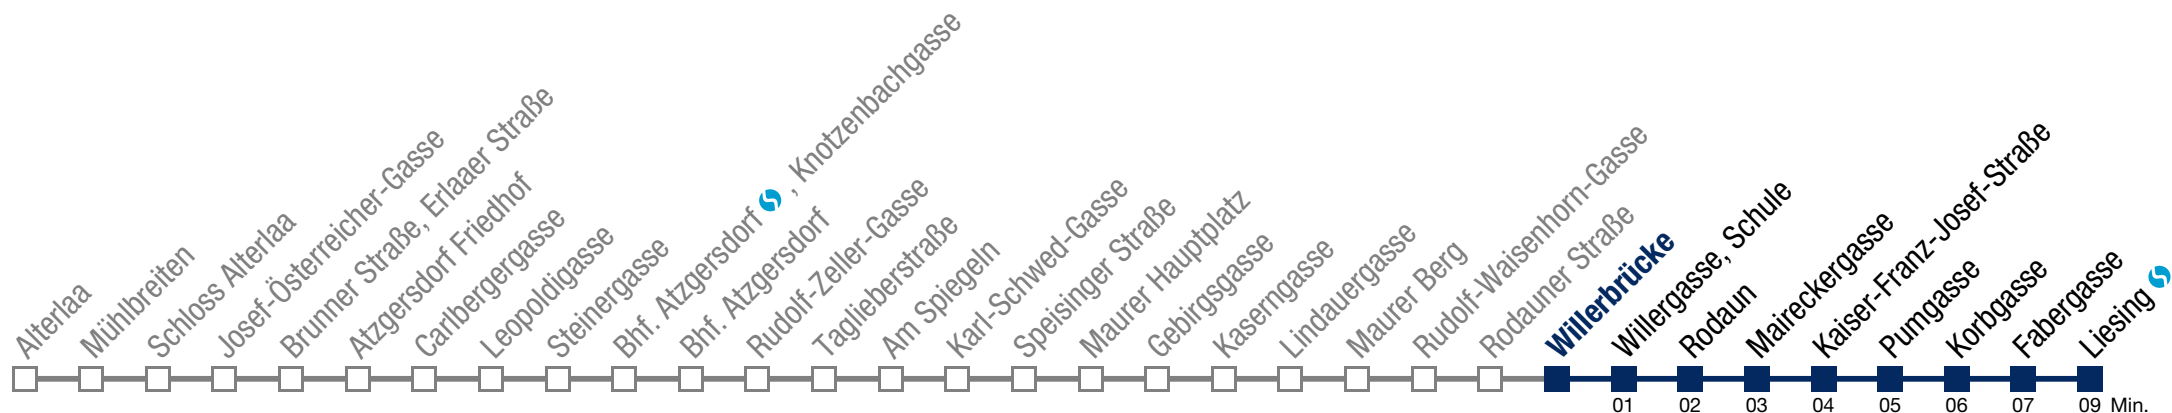 Alterlaa
Mühlbreiten
Schloss Alterlaa
Josef-Österreicher-Gasse
Brunner Straße, Erlaaer Straße
Atzgersdorf Friedhof
Carlbergergasse
Leopoldigasse
Steinergasse
Bhf. Atzgersdorf , Knotzenbachgasse
Bhf. Atzgersdorf
Rudolf-Zeller-Gasse
Taglieberstraße
Am Spiegeln
Karl-Schwed-Gasse
Speisinger Straße
Maurer Hauptplatz
Gebirgsgasse
Kaserngasse
Lindauergasse
Maurer Berg
Rudolf-Waisenhorn-Gasse
Rodauner Straße
Willerbrücke
Willergasse, Schule
Rodaun
Maireckergasse
Kaiser-Franz-Josef-Straße
Pumgasse
Korbgasse
Fabergasse
Liesing
01 02 03 04 05 06 07 09 Min.